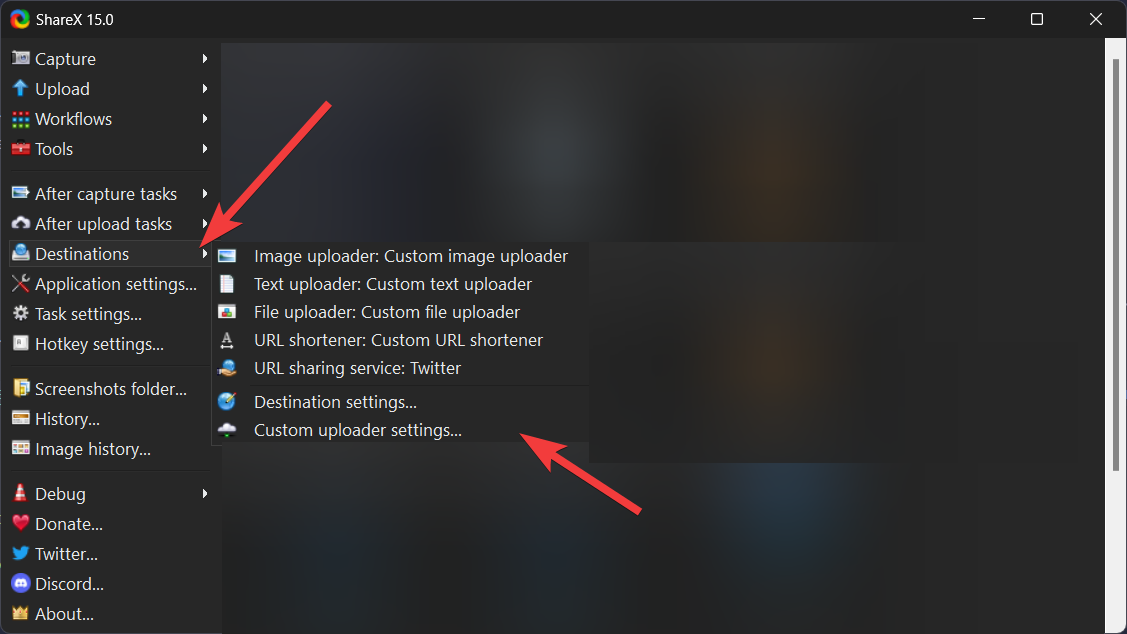 ShareX 15.0
Capture
Upload
Workflows
Tools
After capture tasks
After upload tasks
Destinations
Application settings...
Task settings...
Hotkey settings...
Screenshots folder...
History...
Image history...
Debug
Donate...
Twitter...
Discord...
About...
Image uploader: Custom image uploader
Text uploader: Custom text uploader
File uploader: Custom file uploader
URL shortener: Custom URL shortener
URL sharing service: Twitter
Destination settings...
Custom uploader settings...